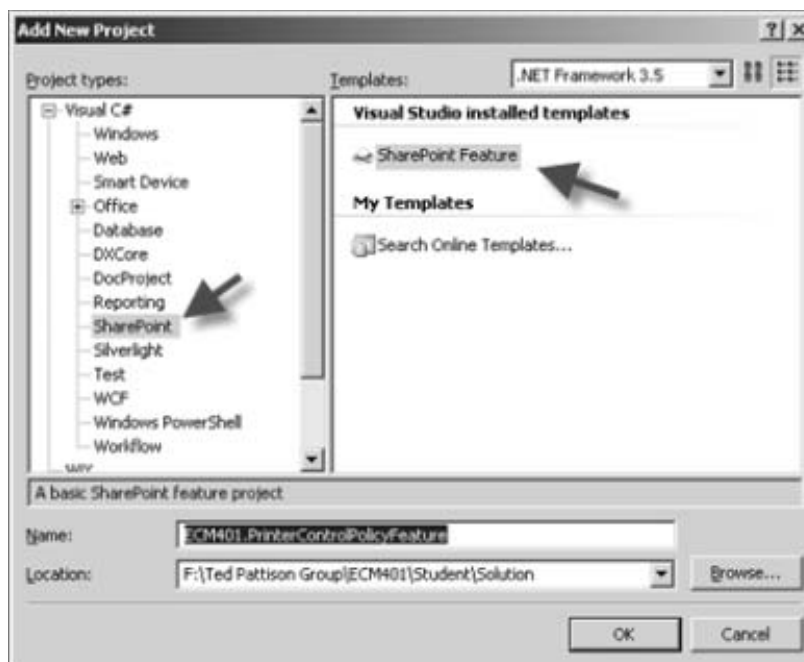 Add New Project
Project types:
Templates:
.NET Framework 3.5
Visual C#
Windows
Web
Smart Device
Office
Database
DXCore
DocProject
Reporting
SharePoint
Silverlight
Test
WCF
Windows PowerShell
Workflow
WiX
Visual Studio installed templates
SharePoint Feature
My Templates
Search Online Templates...
A basic SharePoint feature project
Name:
ECM401.PrinterControlPolicyFeature
Location:
F:\Ted Pattison Group\ECM401\Student\Solution
Browse...
OK
Cancel